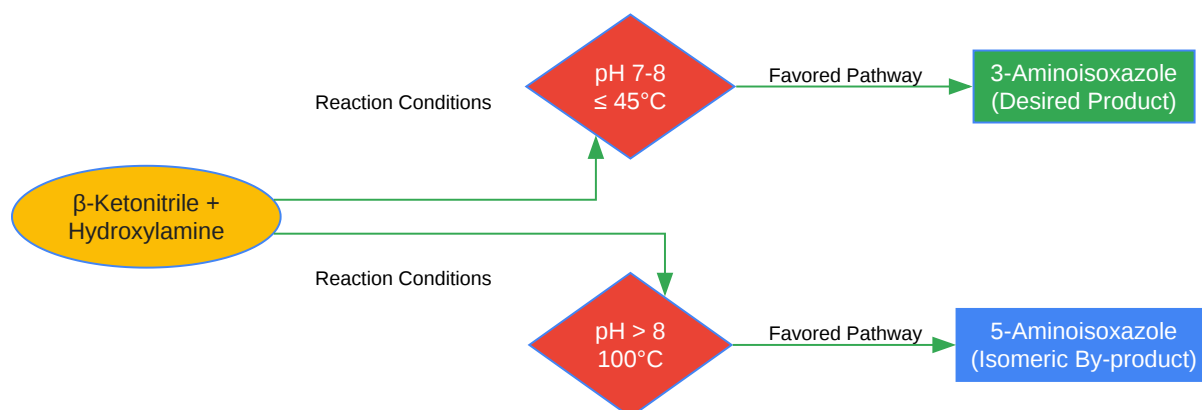 β-Ketonitrile +
Hydroxylamine
Reaction Conditions
pH 7-8
≤ 45°C
Favored Pathway
3-Aminoisoxazole
(Desired Product)
Reaction Conditions
pH > 8
100°C
Favored Pathway
5-Aminoisoxazole
(Isomeric By-product)